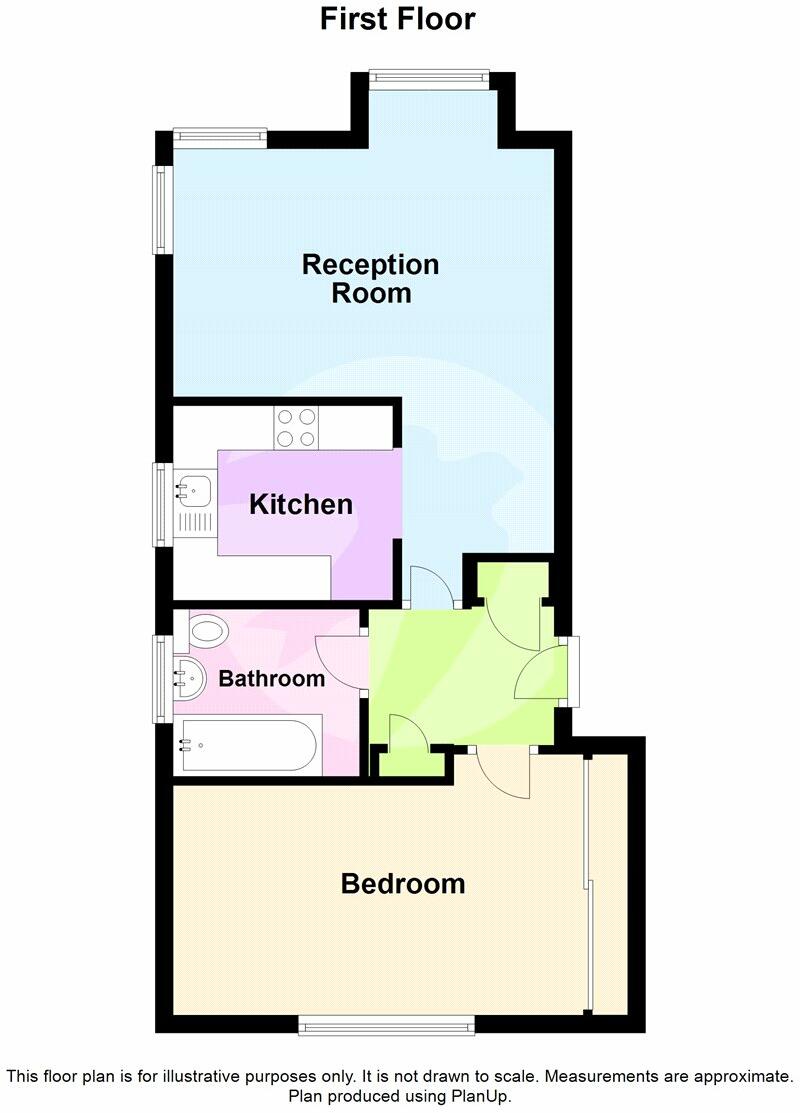 First Floor
Reception
Room
Kitchen
Bathroom
Bedroom
This floor plan is for illustrative purposes only. It is not drawn to scale. Measurements are approximate.
Plan produced using PlanUp.